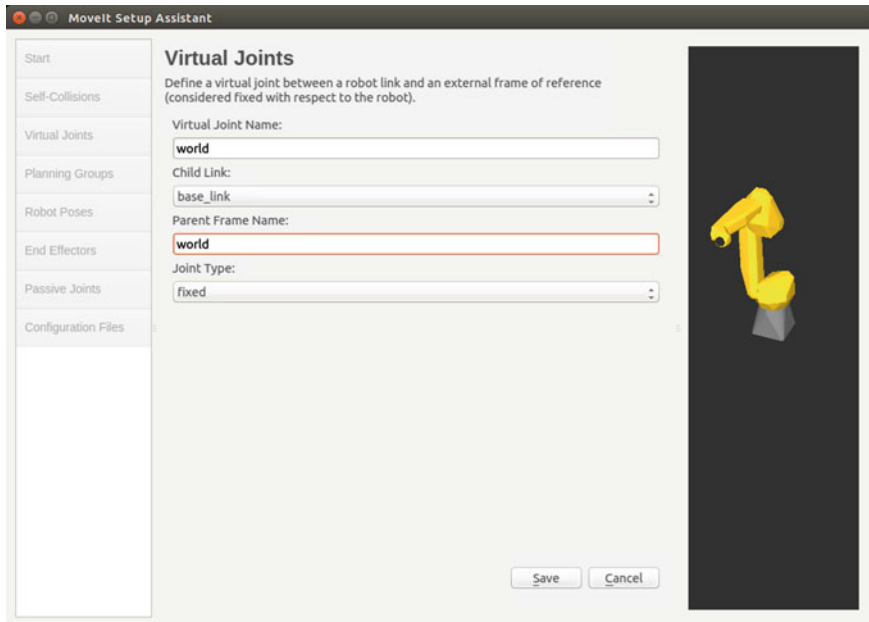 MoveIt Setup Assistant
Start
Self-Collisions
Virtual Joints
Planning Groups
Robot Poses
End Effectors
Passive Joints
Configuration Files
Virtual Joints
Define a virtual joint between a robot link and an external frame of reference
(considered fixed with respect to the robot).
Virtual Joint Name:
world
Child Link:
base_link
Parent Frame Name:
world
Joint Type:
fixed
Save
Cancel